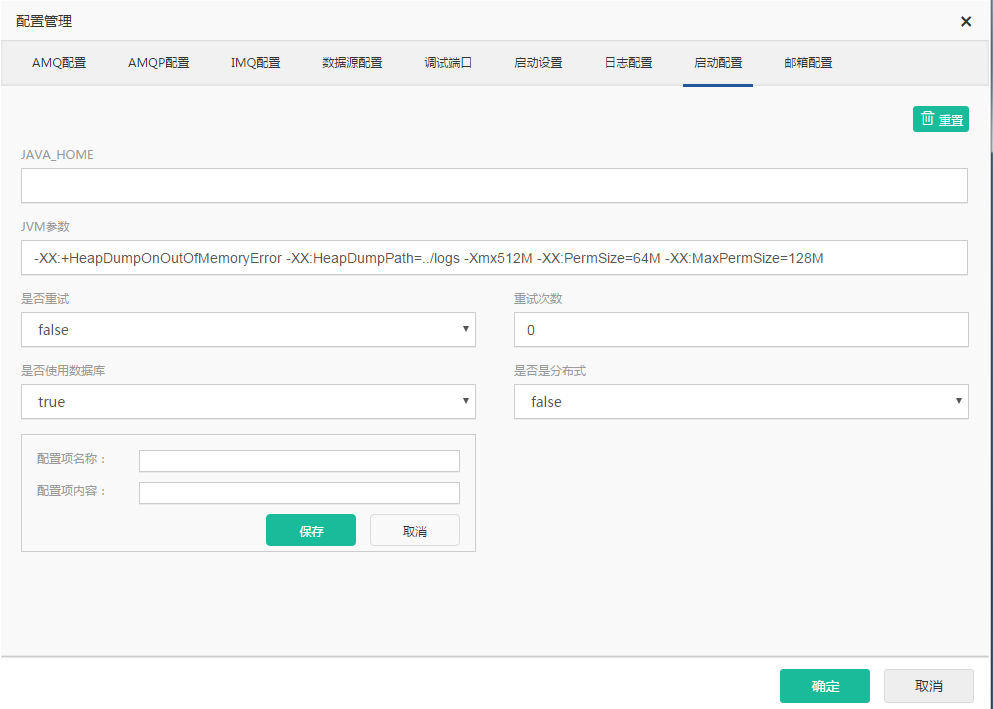 配置管理
AMQ配置 AMQP配置 IMQ配置 数据源配置 调试端口 启动设置 日志配置 启动配置 邮箱配置
重置
JAVA_HOME
JVM参数
-XX:+HeapDumpOnOutOfMemoryError -XX:HeapDumpPath=../logs -Xmx512M -XX:PermSize=64M -XX:MaxPermSize=128M
是否重试 重试次数
false 0
是否使用数据库 是否是分布式
true false
配置项名称：
配置项内容：
保存 取消
确定 取消